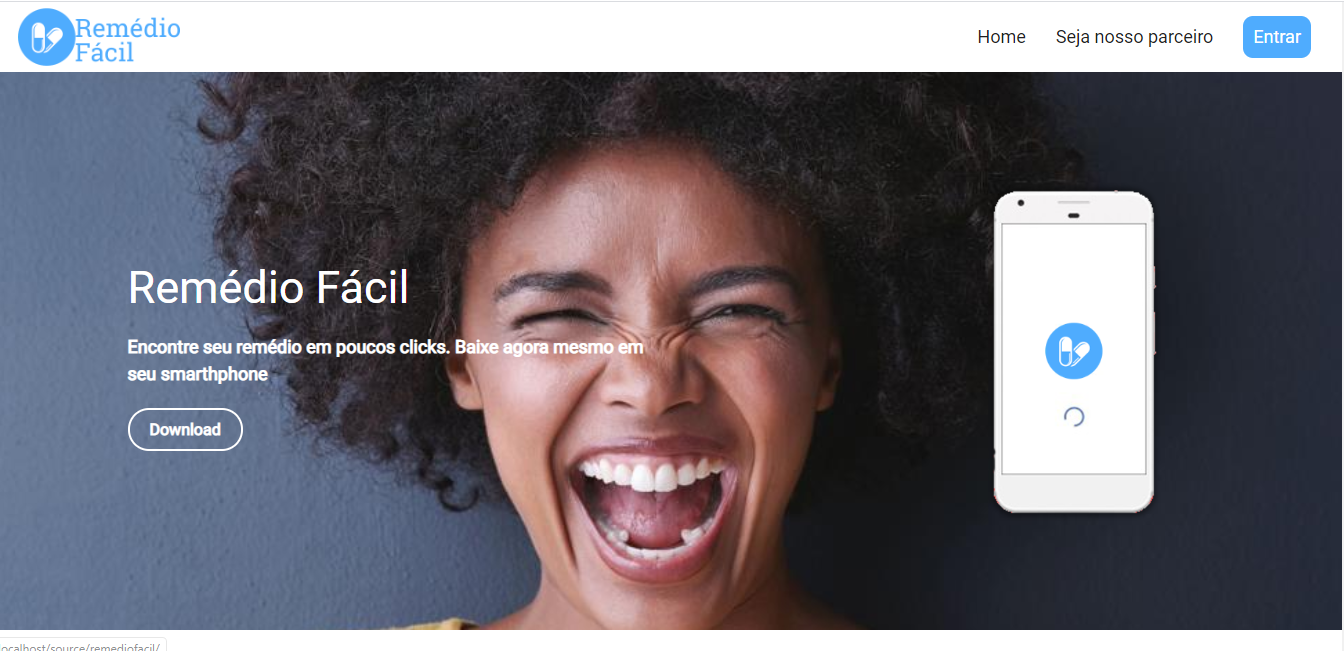 Remédio
Fácil
Home
Seja nosso parceiro
Entrar
Remédio Fácil
Encontre seu remédio em poucos clicks. Baixe agora mesmo em
seu smarthphone
Download
ocalhost/source/remediofacil/